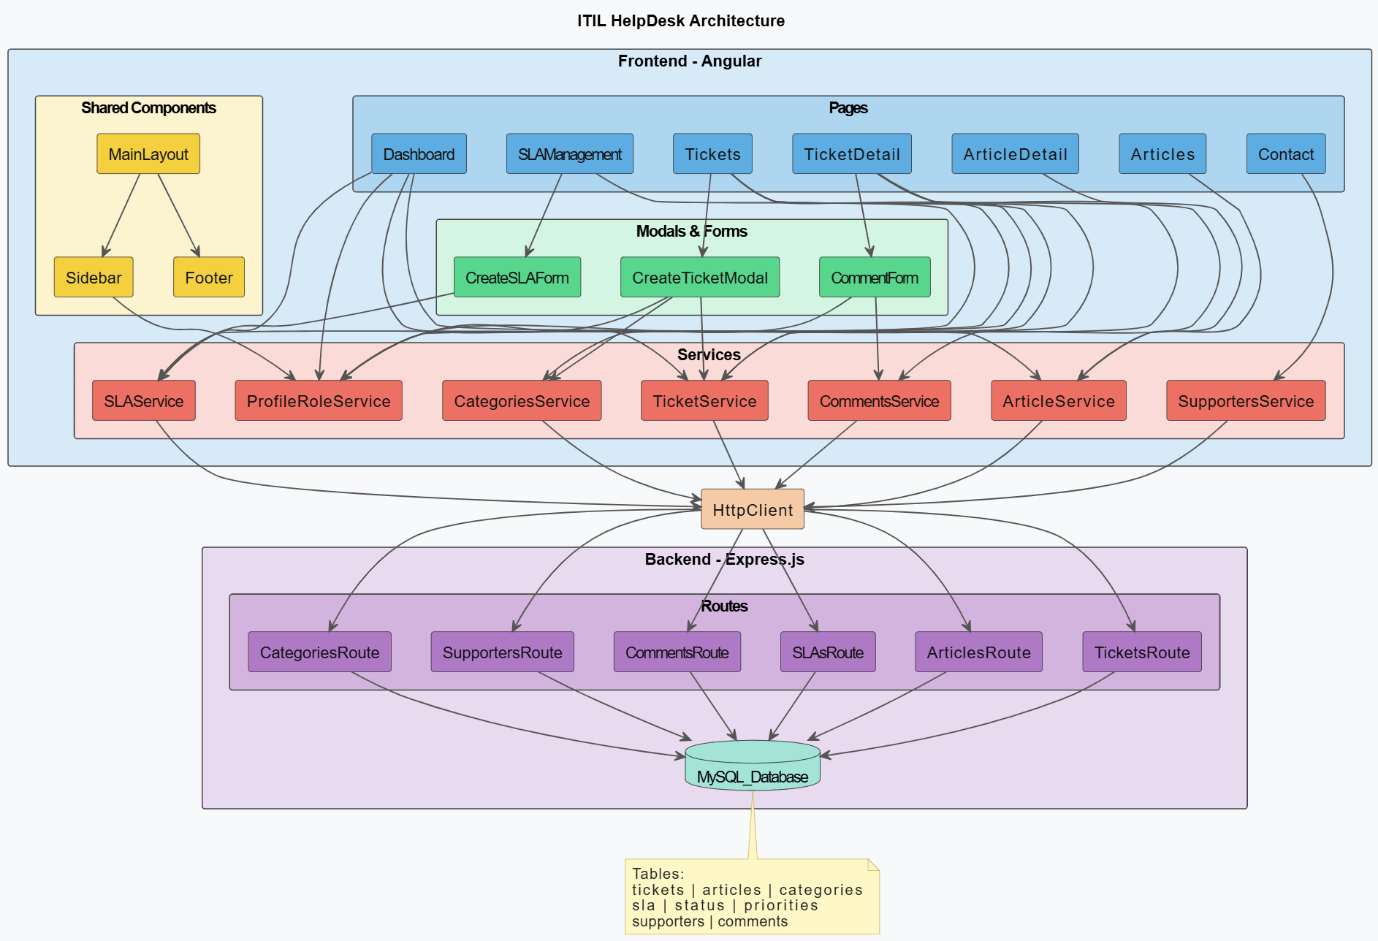 ITIL HelpDesk Architecture
Frontend - Angular
Shared Components
Pages
MainLayout
Dashboard
SLAManagement
Tickets
TicketDetail
ArticleDetail
Articles
Contact
Modals & Forms
Sidebar
Footer
CreateSLAForm
CreateTicketModal
CommentForm
Services
SLAService
ProfileRoleService
CategoriesService
TicketService
CommentsService
ArticleService
SupportersService
HttpClient
Backend - Express.js
Routes
CategoriesRoute
SupportersRoute
CommentsRoute
SLAsRoute
ArticlesRoute
TicketsRoute
MySQL_Database
Tables:
tickets | articles | categories
sla | status | priorities
supporters | comments